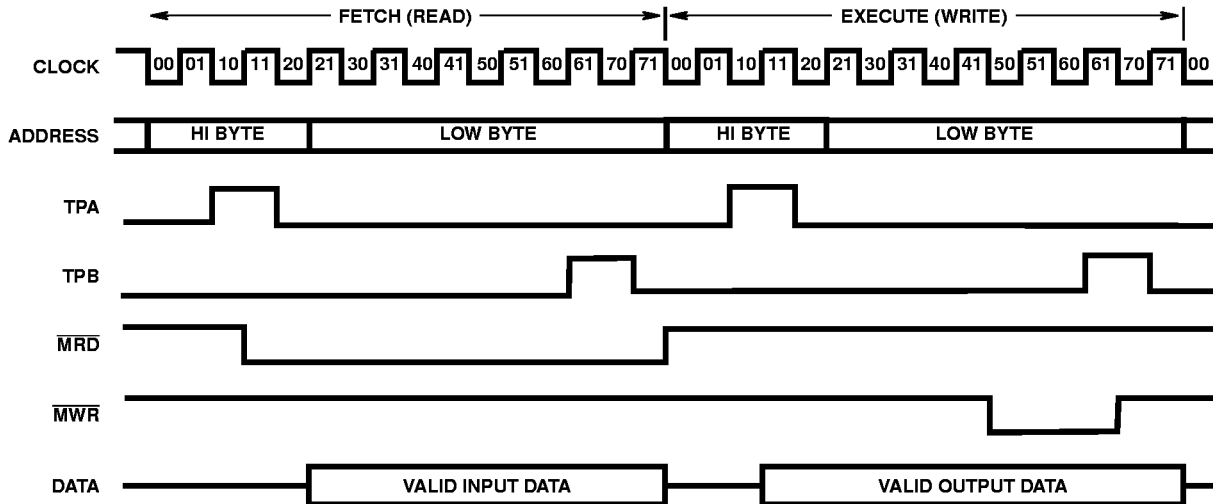 FETCH (READ) EXECUTE (WRITE)
CLOCK 00 01 10 11 20 21 30 31 40 41 50 51 60 61 70 71 00 01 10 11 20 21 30 31 40 41 50 51 60 61 70 71 00
ADDRESS HI BYTE LOW BYTE HI BYTE LOW BYTE
TPA
TPB
MRD
MWR
DATA VALID INPUT DATA VALID OUTPUT DATA